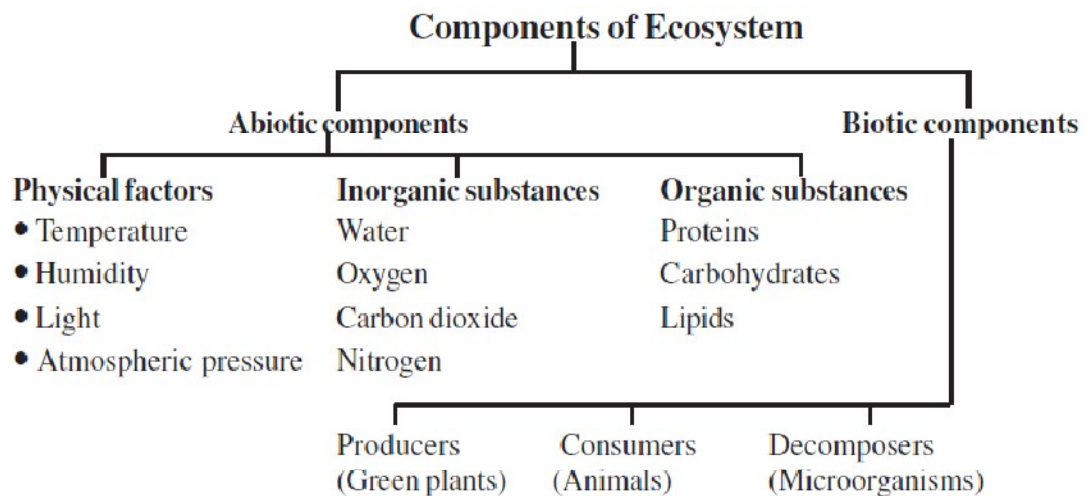 Components of Ecosystem
Abiotic components
Biotic components
Physical factors
• Temperature
• Humidity
• Light
• Atmospheric pressure
Inorganic substances
Water
Oxygen
Carbon dioxide
Nitrogen
Organic substances
Proteins
Carbohydrates
Lipids
Producers
(Green plants)
Consumers
(Animals)
Decomposers
(Microorganisms)